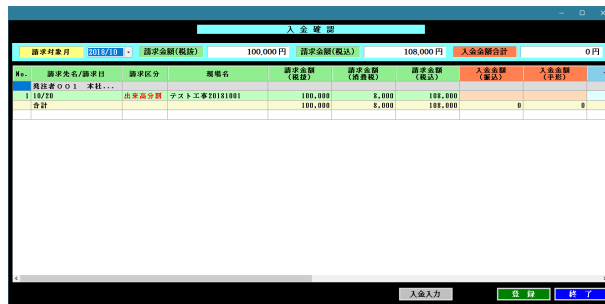 入 金 確 認
請求対象月 2018/10 請求金額(税抜) 100,000 円 請求金額(税込) 108,000 円 入金金額合計 0 円
No. 請求先名/請求日 請求区分 現場名 請求金額(税抜) 請求金額(消費税) 請求金額(税込) 入金金額(振込) 入金金額(手形)
発注者001 本社...
1 10/20 出来高分割 テスト工事20181001 100,000 8,000 108,000
合計 100,000 8,000 108,000 0 0
入金入力 登 録 終 了